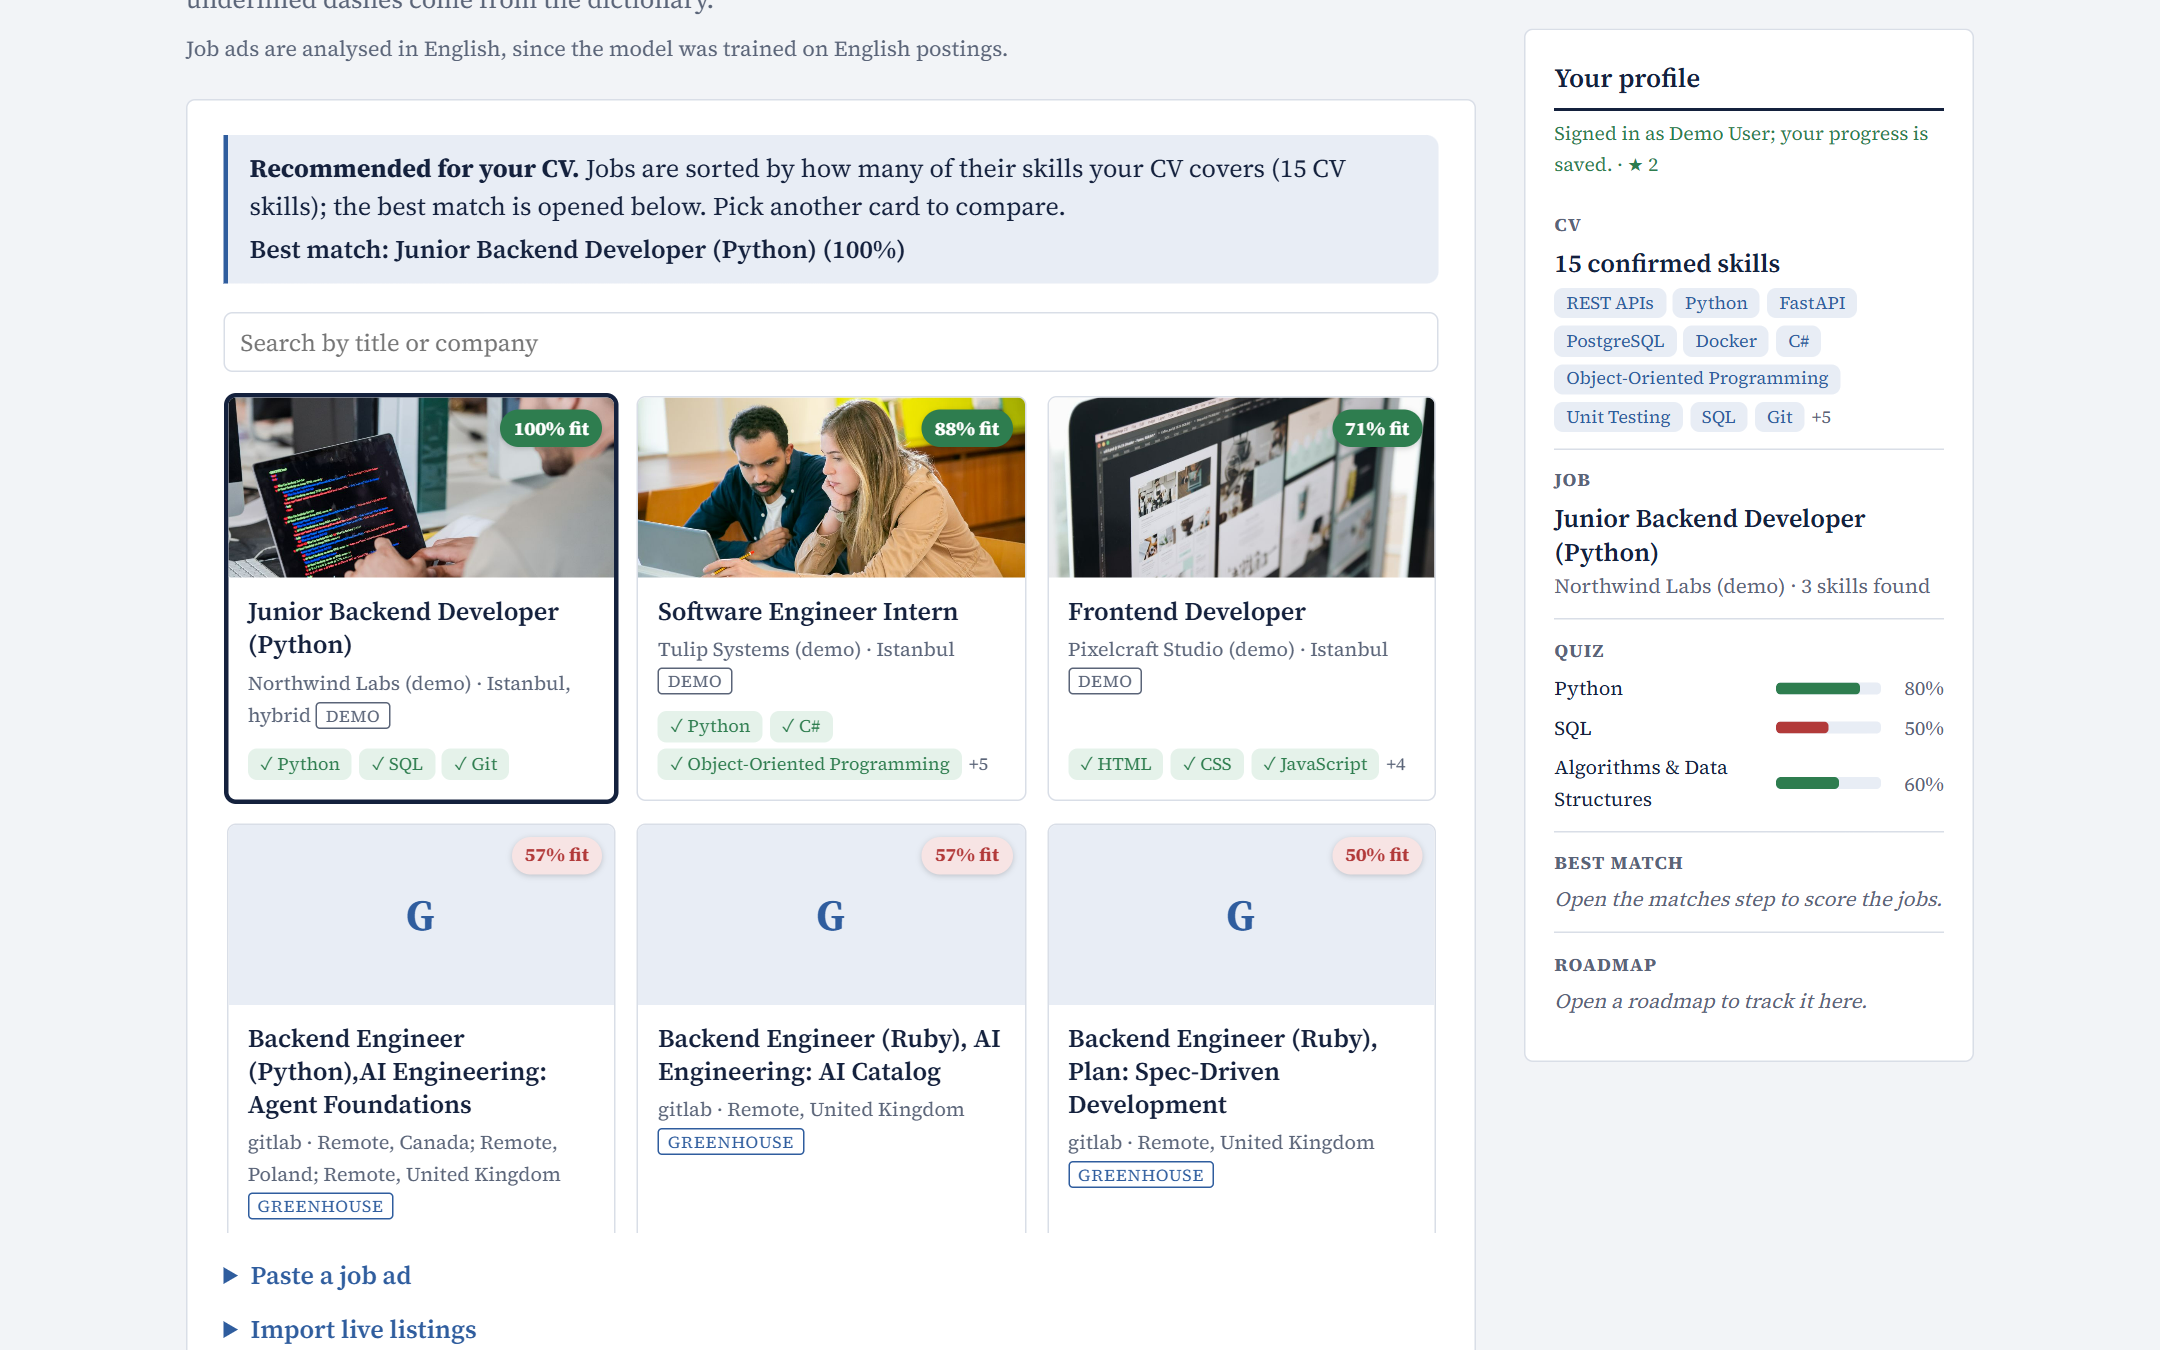 underlined dashes come from the dictionary.
Job ads are analysed in English, since the model was trained on English postings.
Recommended for your CV. Jobs are sorted by how many of their skills your CV covers (15 CV
skills); the best match is opened below. Pick another card to compare.
Best match: Junior Backend Developer (Python) (100%)
Search by title or company
100% fit
Junior Backend Developer
(Python)
Northwind Labs (demo) · Istanbul,
hybrid DEMO
✓ Python ✓ SQL ✓ Git
88% fit
Software Engineer Intern
Tulip Systems (demo) · Istanbul
DEMO
✓ Python ✓ C#
✓ Object-Oriented Programming +5
71% fit
Frontend Developer
Pixelcraft Studio (demo) · Istanbul
DEMO
✓ HTML ✓ CSS ✓ JavaScript +4
57% fit
G
Backend Engineer
(Python),AI Engineering:
Agent Foundations
gitlab · Remote, Canada; Remote,
Poland; Remote, United Kingdom
GREENHOUSE
57% fit
G
Backend Engineer (Ruby), AI
Engineering: AI Catalog
gitlab · Remote, United Kingdom
GREENHOUSE
50% fit
G
Backend Engineer (Ruby),
Plan: Spec-Driven
Development
gitlab · Remote, United Kingdom
GREENHOUSE
▶ Paste a job ad
▶ Import live listings
Your profile
Signed in as Demo User; your progress is
saved. · ★ 2
CV
15 confirmed skills
REST APIs Python FastAPI
PostgreSQL Docker C#
Object-Oriented Programming
Unit Testing SQL Git +5
JOB
Junior Backend Developer
(Python)
Northwind Labs (demo) · 3 skills found
QUIZ
Python 80%
SQL 50%
Algorithms & Data
Structures 60%
BEST MATCH
Open the matches step to score the jobs.
ROADMAP
Open a roadmap to track it here.